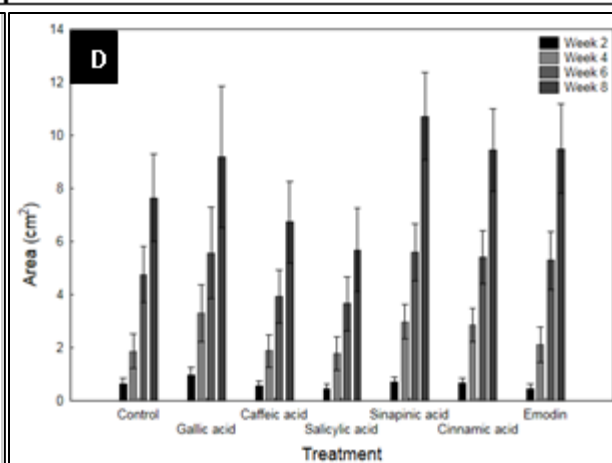 D
14
Week 2
Week 4
Week 6
Week 8
12
10
8
6
4
2
0
Area (cm²)
Control
Caffeic acid
Sinapinic acid
Emodin
Gallic acid
Salicylic acid
Cinnamic acid
Treatment